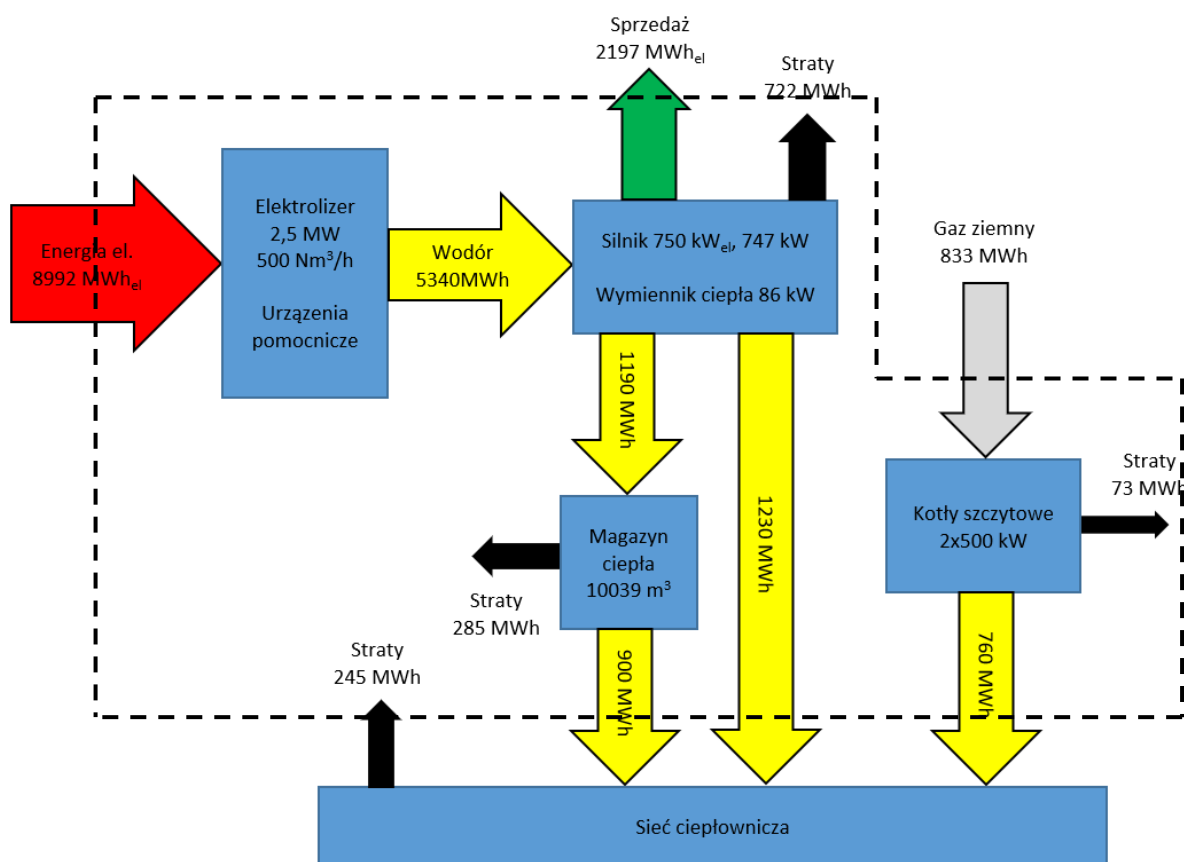 Sprzedaż
2197 MWhel
Straty
722 MWh
Elektrolizer
2,5 MW
500 Nm³/h
Urządzenia
pomocnicze
Energia el.
8992 MWhel
Wodór
5340MWh
Silnik 750 kWel, 747 kW
Wymiennik ciepła 86 kW
Gaz ziemny
833 MWh
1190 MWh
1230 MWh
Straty
73 MWh
Kotły szczytowe
2x500 kW
Magazyn
ciepła
10039 m³
Straty
285 MWh
Straty
245 MWh
900 MWh
760 MWh
Sieć ciepłownicza